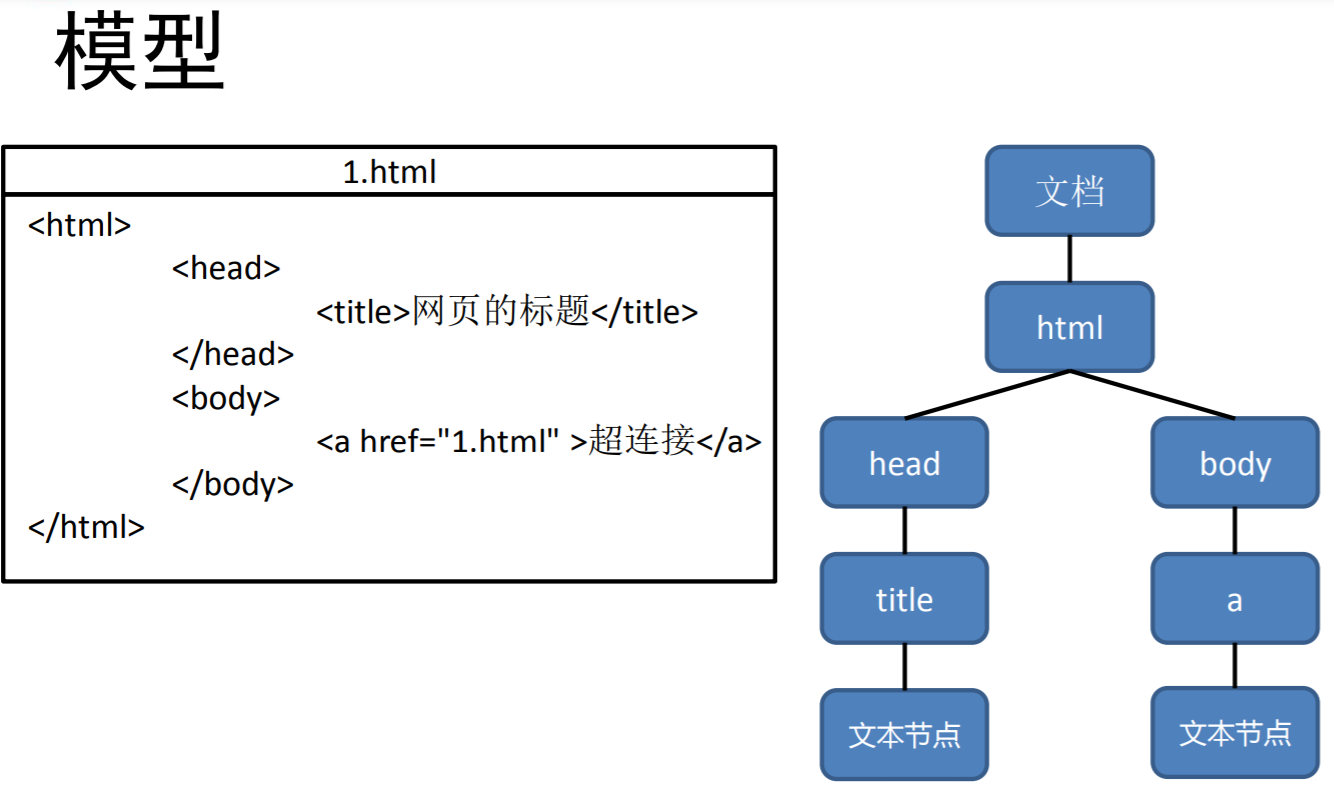 模型
1.html
<html>
<head>
<title>网页的标题</title>
</head>
<body>
<a href="1.html" >超连接</a>
</body>
</html>
文档
html
head
body
title
a
文本节点
文本节点